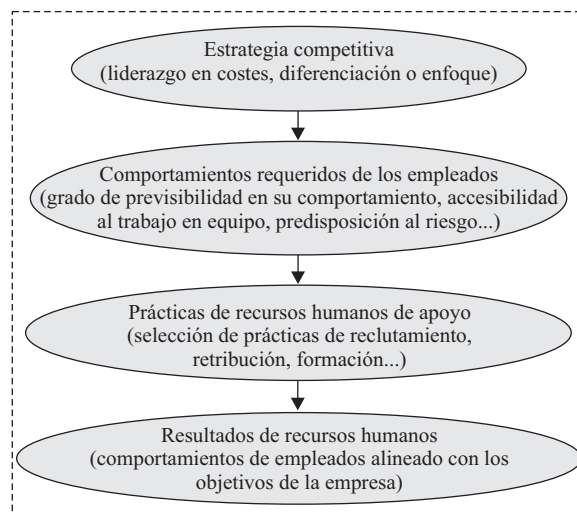 Estrategia competitiva
(liderazgo en costes, diferenciación o enfoque)
Comportamientos requeridos de los empleados
(grado de previsibilidad en su comportamiento, accesibilidad
al trabajo en equipo, predisposición al riesgo...)
Prácticas de recursos humanos de apoyo
(selección de prácticas de reclutamiento,
retribución, formación...)
Resultados de recursos humanos
(comportamientos de empleados alineado con los
objetivos de la empresa)